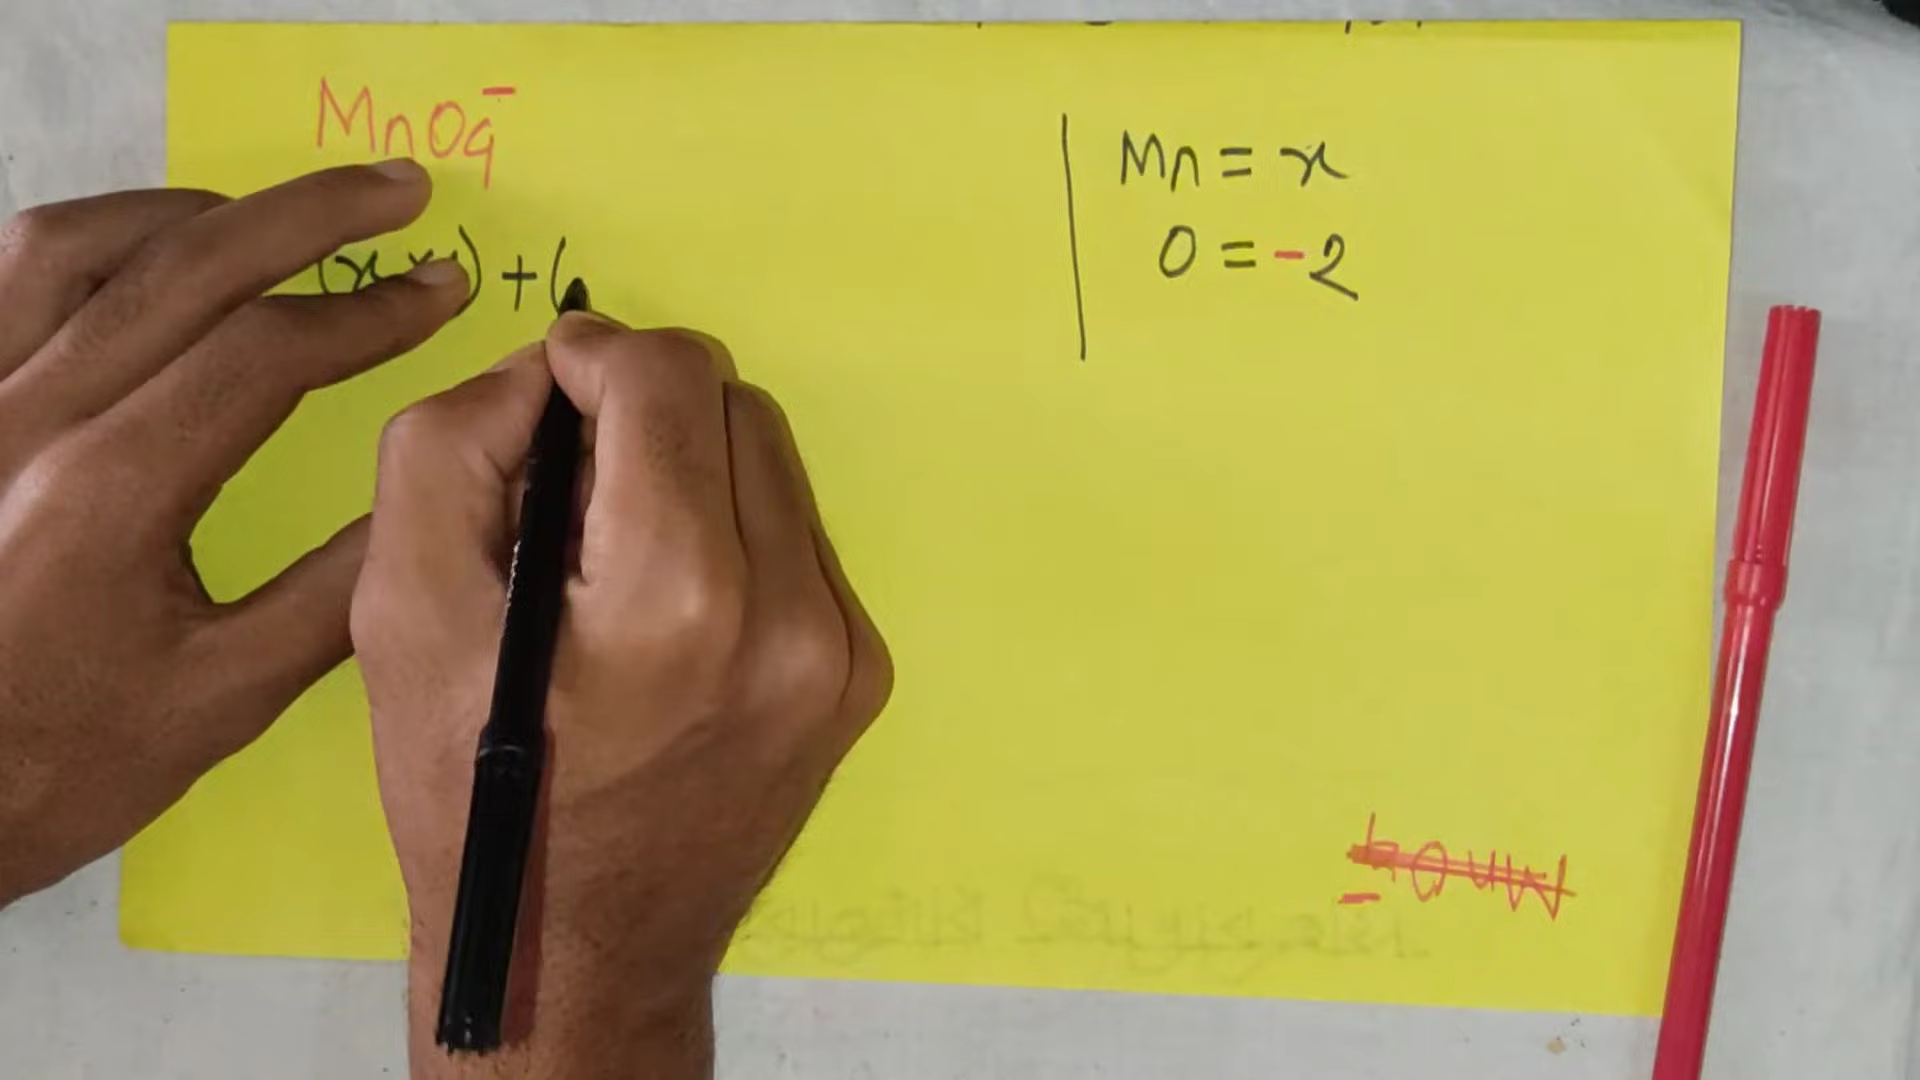 MnO4⁻
(x×1) + (
Mn = x
O = -2